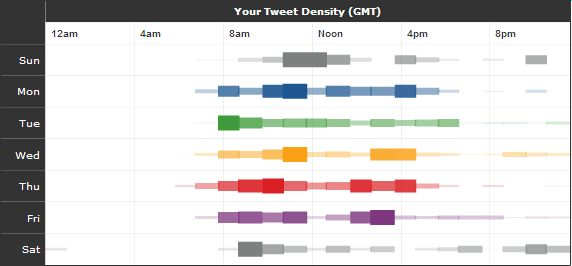 Your Tweet Density (GMT)
12am 4am 8am Noon 4pm 8pm
Sun
Mon
Tue
Wed
Thu
Fri
Sat